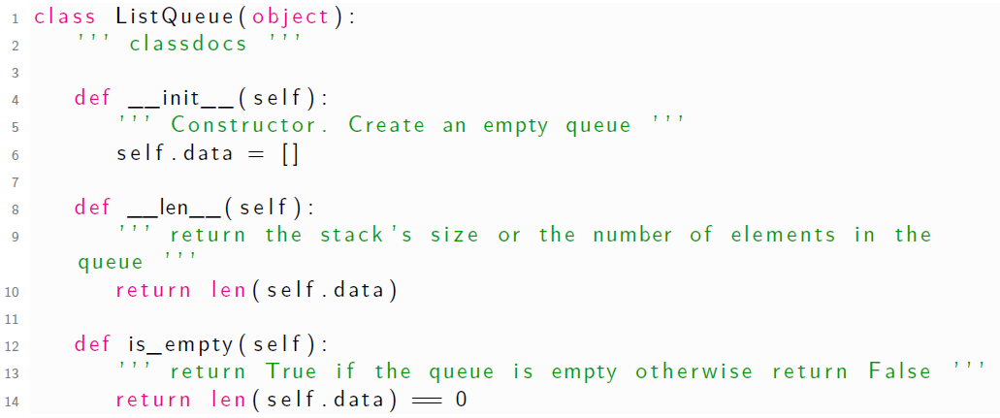 1 class ListQueue(object):
2     ''' classdocs '''
3
4     def __init__(self):
5         ''' Constructor. Create an empty queue '''
6         self.data = []
7
8     def __len__(self):
9         ''' return the stack's size or the number of elements in the
queue '''
10         return len(self.data)
11
12     def is_empty(self):
13         ''' return True if the queue is empty otherwise return False '''
14         return len(self.data) == 0